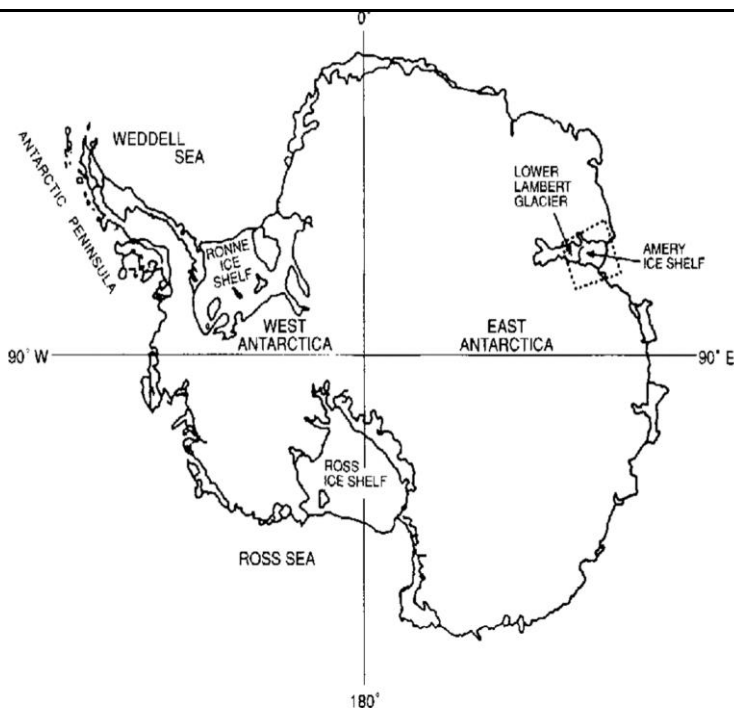 0°
WEDDELL
SEA
ANTARCTIC PENINSULA
LOWER
LAMBERT
GLACIER
AMERY
ICE SHELF
RONNE
ICE
SHELF
WEST
ANTARCTICA
EAST
ANTARCTICA
90° W
90° E
ROSS
ICE SHELF
ROSS SEA
180°